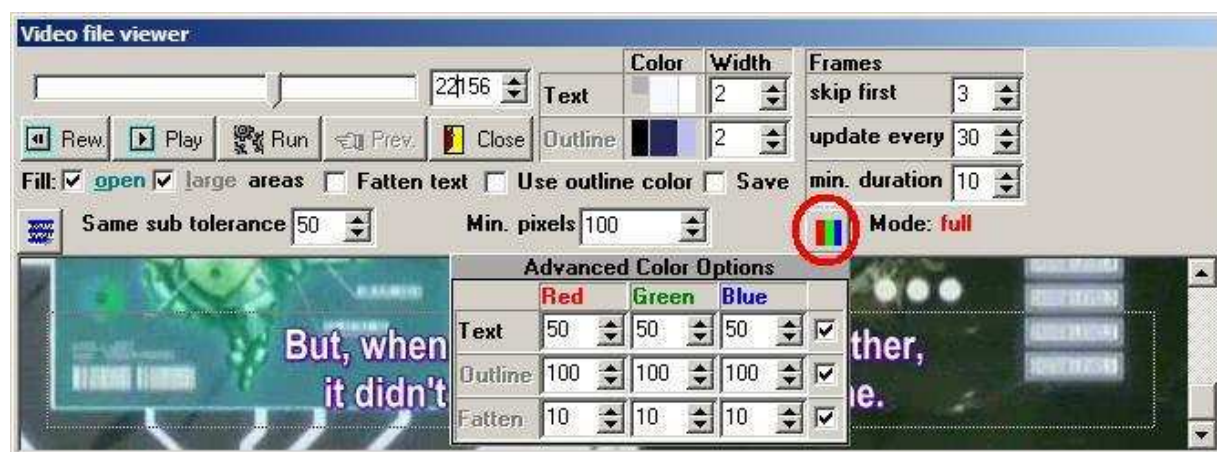 Video file viewer
Color Width Frames
22156 Text 2 skip first 3
Rew. Play Run Prev. Close Outline 2 update every 30
Fill: open large areas Fatten text Use outline color Save min. duration 10
Same sub tolerance 50 Min. pixels 100 Mode: full
Advanced Color Options
Red Green Blue
Text 50 50 50
Outline 100 100 100
Fatten 10 10 10
But, when ther,
it didn't e.